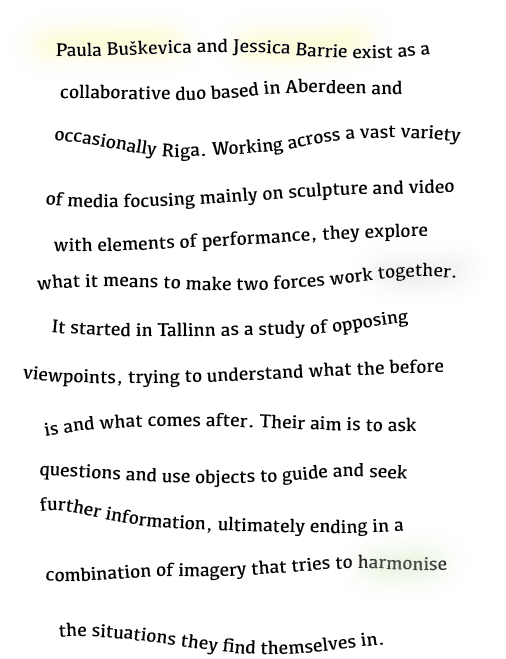 Paula Buškevica and Jessica Barrie exist as a
collaborative duo based in Aberdeen and
occasionally Riga. Working across a vast variety
of media focusing mainly on sculpture and video
with elements of performance, they explore
what it means to make two forces work together.
It started in Tallinn as a study of opposing
viewpoints, trying to understand what the before
is and what comes after. Their aim is to ask
questions and use objects to guide and seek
further information, ultimately ending in a
combination of imagery that tries to harmonise
the situations they find themselves in.